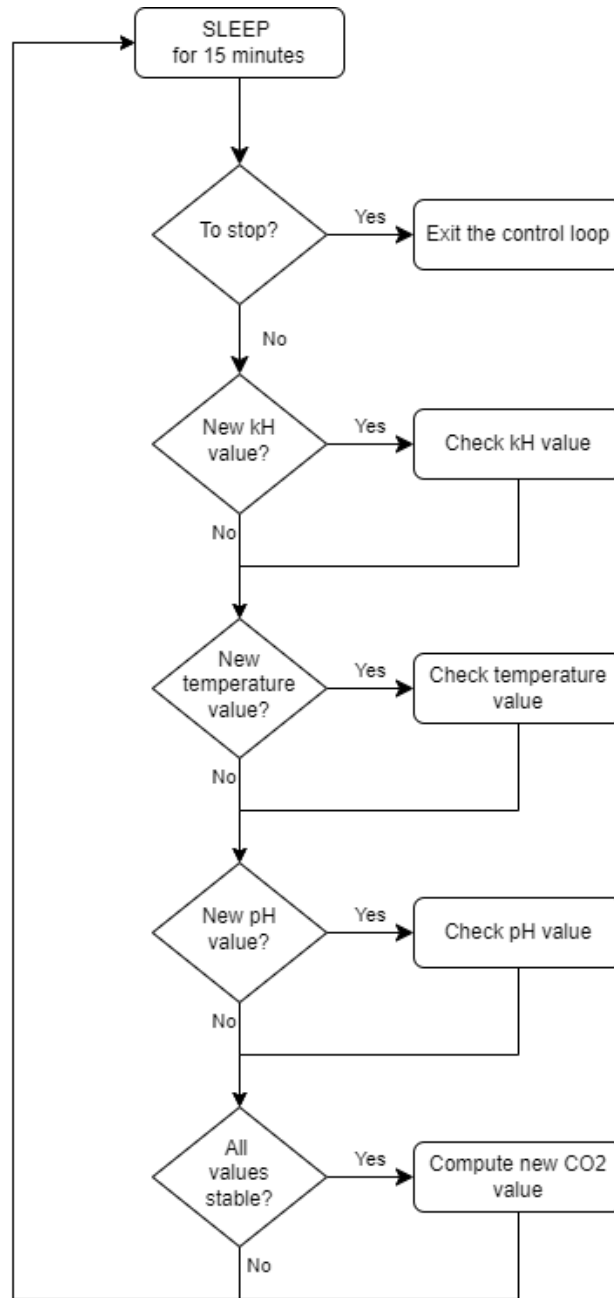 SLEEP
for 15 minutes
To stop?
Yes
Exit the control loop
No
New kH
value?
Yes
Check kH value
No
New
temperature
value?
Yes
Check temperature
value
No
New pH
value?
Yes
Check pH value
No
All
values
stable?
Yes
Compute new CO2
value
No